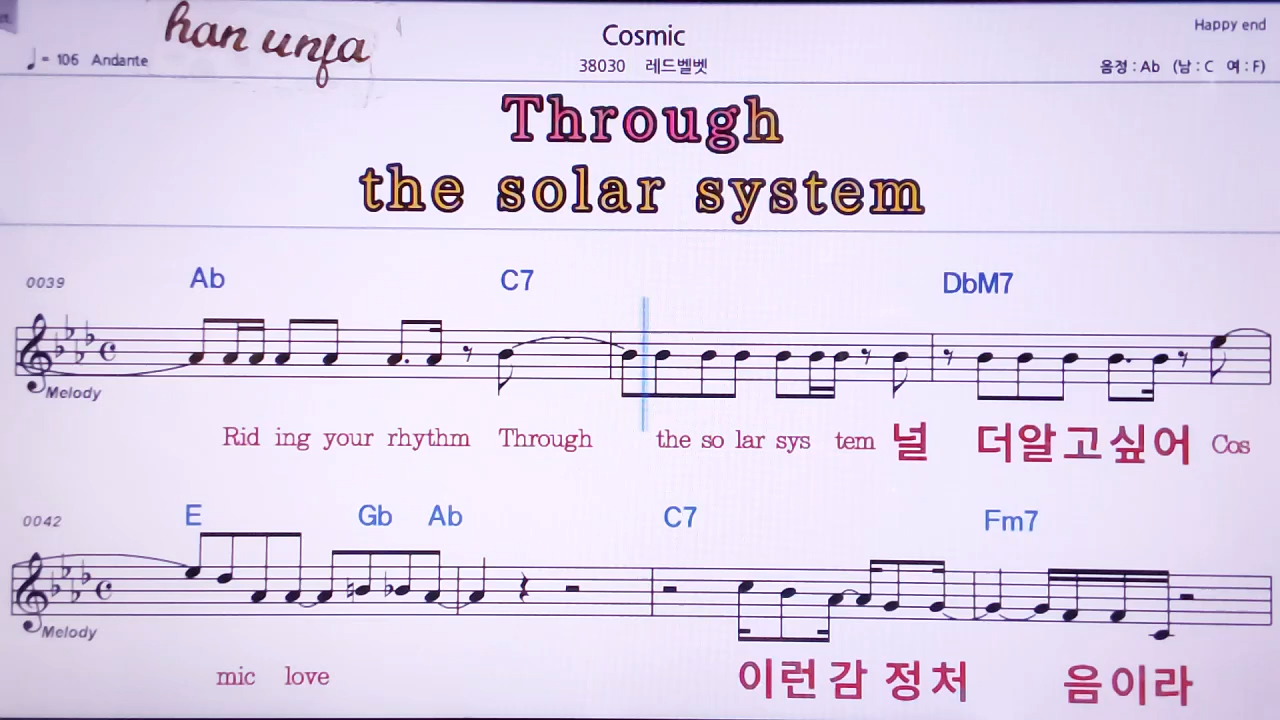 han unja
Cosmic
Happy end
♩= 106 Andante
38030 레드벨벳
음정 : Ab (남 : C 여 : F)
Through
the solar system
0039
Ab C7 DbM7
Melody
Rid ing your rhythm Through the so lar sys tem 널 더알고싶어 Cos
0042
E Gb Ab C7 Fm7
Melody
mic love 이런감 정처 음이라